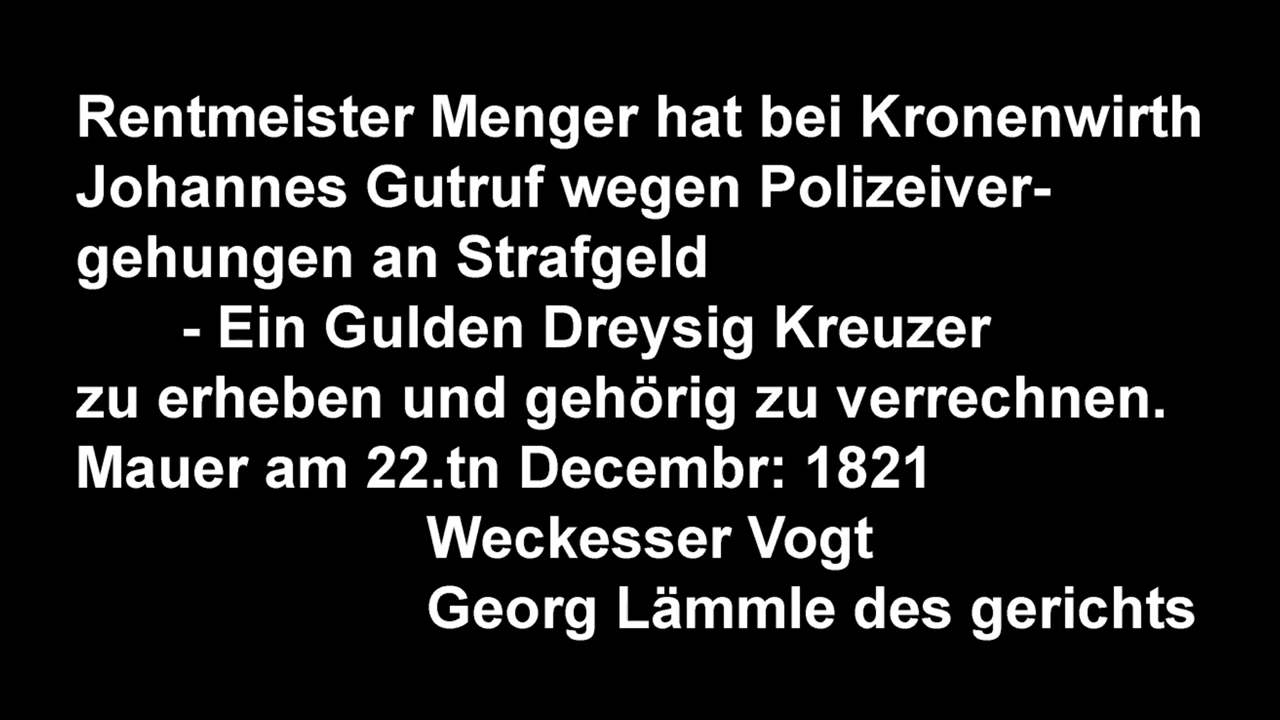 Rentmeister Menger hat bei Kronenwirth
Johannes Gutruf wegen Polizeiver-
gehungen an Strafgeld
- Ein Gulden Dreysig Kreuzer
zu erheben und gehörig zu verrechnen.
Mauer am 22.tn Decembr: 1821
Weckesser Vogt
Georg Lämmle des gerichts